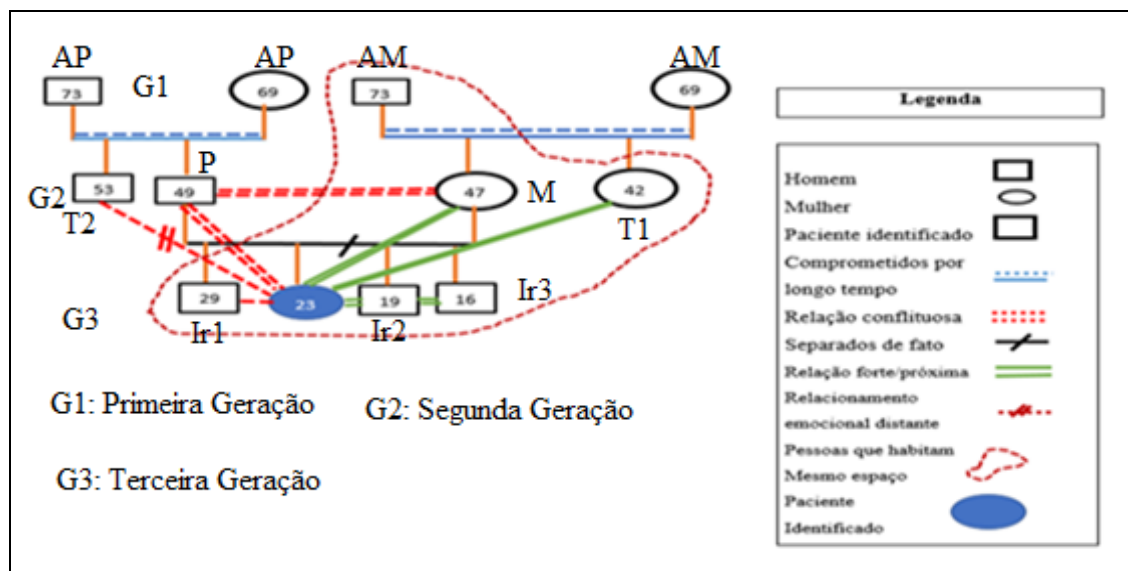 AP AP AM AM
73 G1 69 73 69
P
G2 53 49 47 M 42
T2 T1
29 23 19 16 Ir3
G3 Ir1 Ir2
G1: Primeira Geração G2: Segunda Geração
G3: Terceira Geração
Legenda
Homem
Mulher
Paciente identificado
Comprometidos por
longo tempo
Relação conflituosa
Separados de fato
Relação forte/próxima
Relacionamento
emocional distante
Pessoas que habitam
Mesmo espaço
Paciente
Identificado